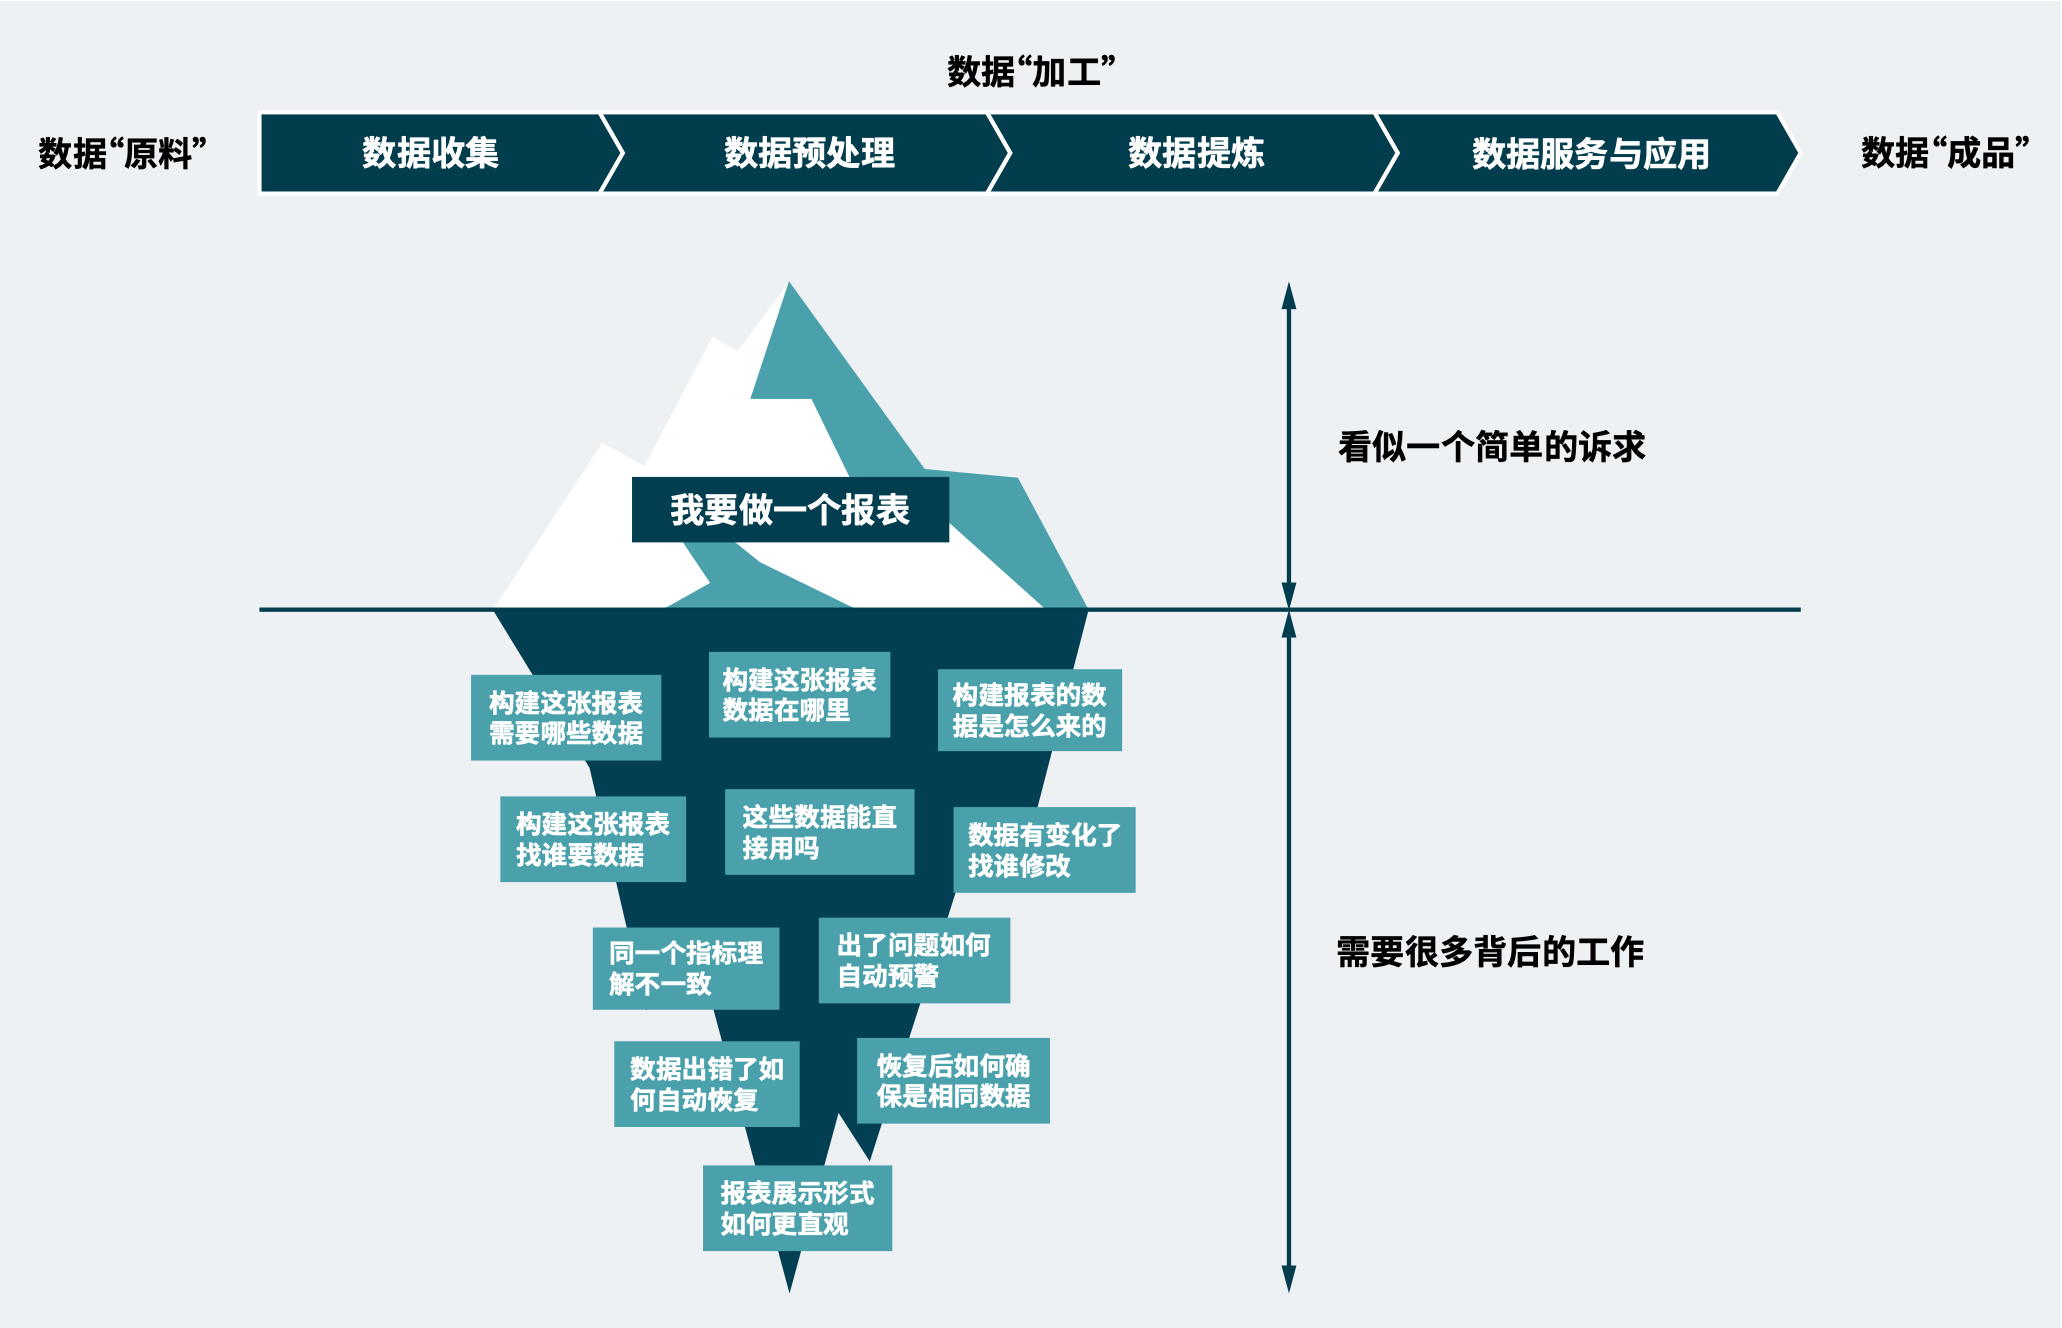 数据“加工”
数据“原料”
数据收集
数据预处理
数据提炼
数据服务与应用
数据“成品”
看似一个简单的诉求
我要做一个报表
构建这张报表
需要哪些数据
构建这张报表
数据在哪里
构建报表的数
据是怎么来的
构建这张报表
找谁要数据
这些数据能直
接用吗
数据有变化了
找谁修改
同一个指标理
解不一致
出了问题如何
自动预警
需要很多背后的工作
数据出错了如
何自动恢复
恢复后如何确
保是相同数据
报表展示形式
如何更直观